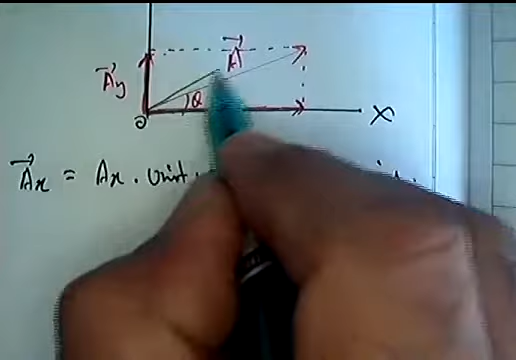 A⃗
A⃗y
θ
O
X
A⃗x = Ax . Unit